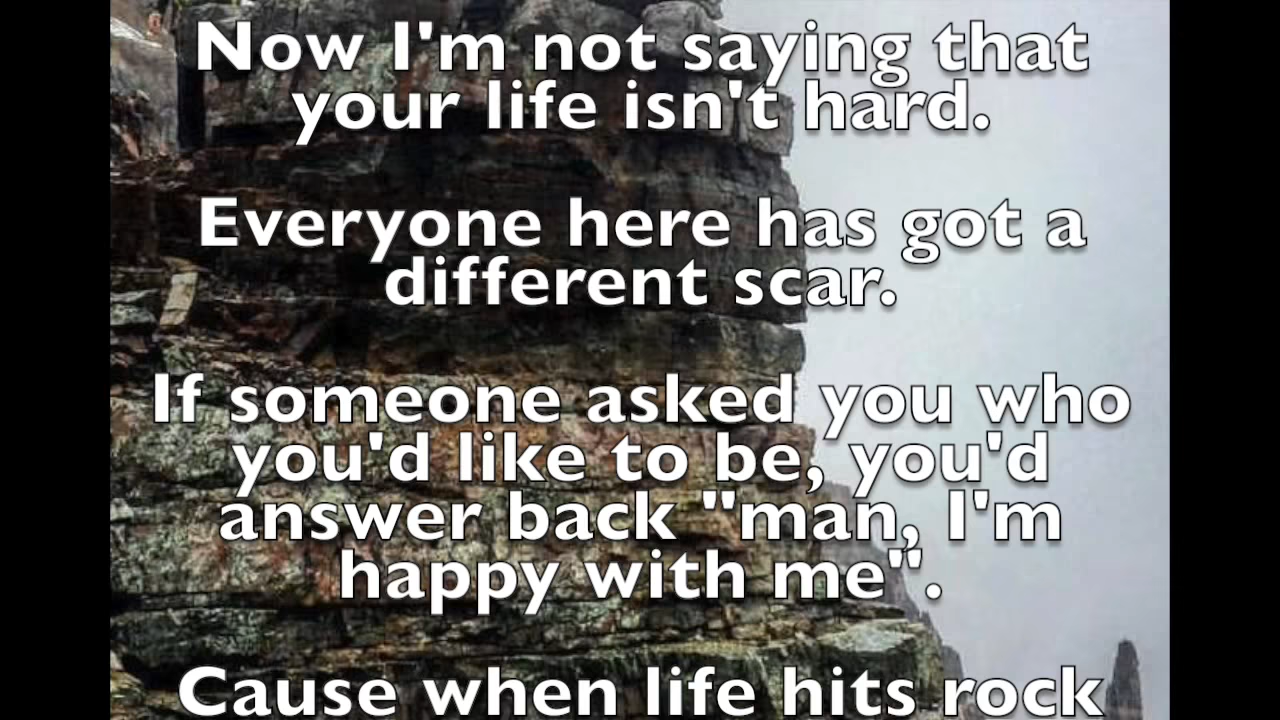 Now I'm not saying that
your life isn't hard.
Everyone here has got a
different scar.
If someone asked you who
you'd like to be, you'd
answer back "man, I'm
happy with me".
Cause when life hits rock